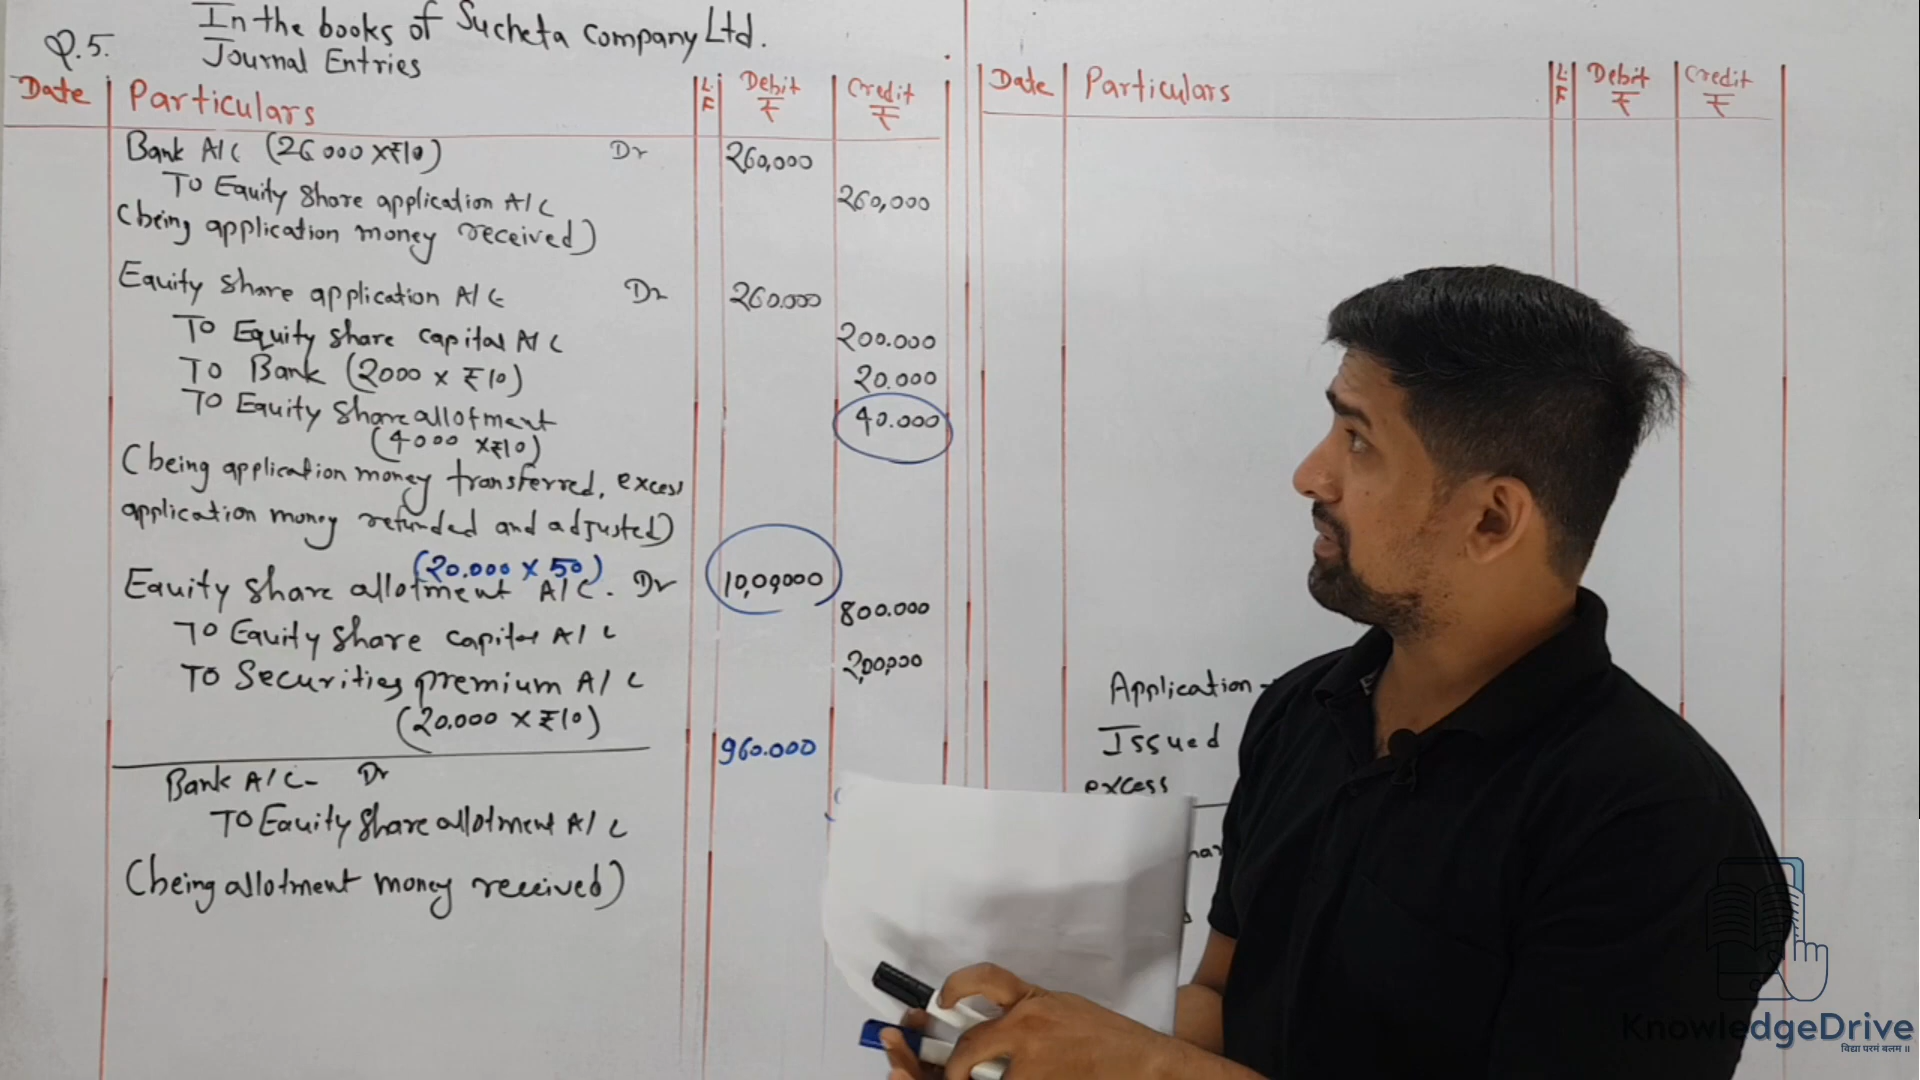 Q.5.
In the books of Sucheta Company Ltd.
Journal Entries
Date Particulars L.F Debit ₹ Credit ₹
Bank A/C (26000 x ₹10) Dr 260,000
To Equity Share application A/C 260,000
(being application money received)
Equity Share application A/C Dr 260.000
To Equity share capital A/C 200.000
To Bank (2000 x ₹10) 20.000
To Equity Share allotment 40.000
(4000 x ₹10)
(being application money transferred, excess
application money refunded and adjusted)
(20.000 x 50)
Equity Share allotment A/C. Dr 10,00,000
To Equity Share capital A/C 800.000
To Securities premium A/C 2,00,000
(20.000 x ₹10)
Bank A/C- Dr 960.000
To Equity Share allotment A/C
(being allotment money received)
Date Particulars L.F Debit ₹ Credit ₹
Application -
Issued
excess
KnowledgeDrive
विद्या परमं बलम ॥